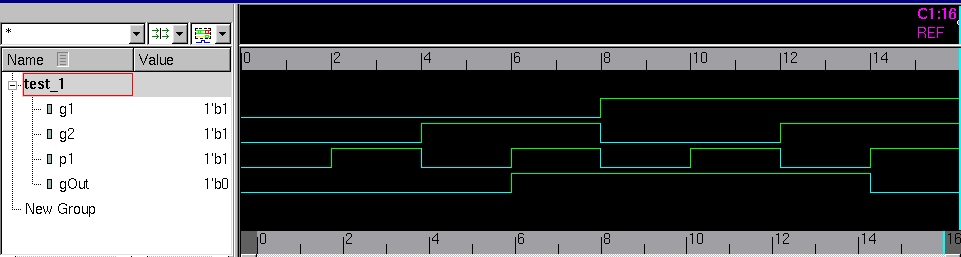 C1:16
*
REF
Name Value
0 2 4 6 8 10 12 14
test_1
g1 1'b1
g2 1'b1
p1 1'b1
gOut 1'b0
New Group
0 2 4 6 8 10 12 14 16